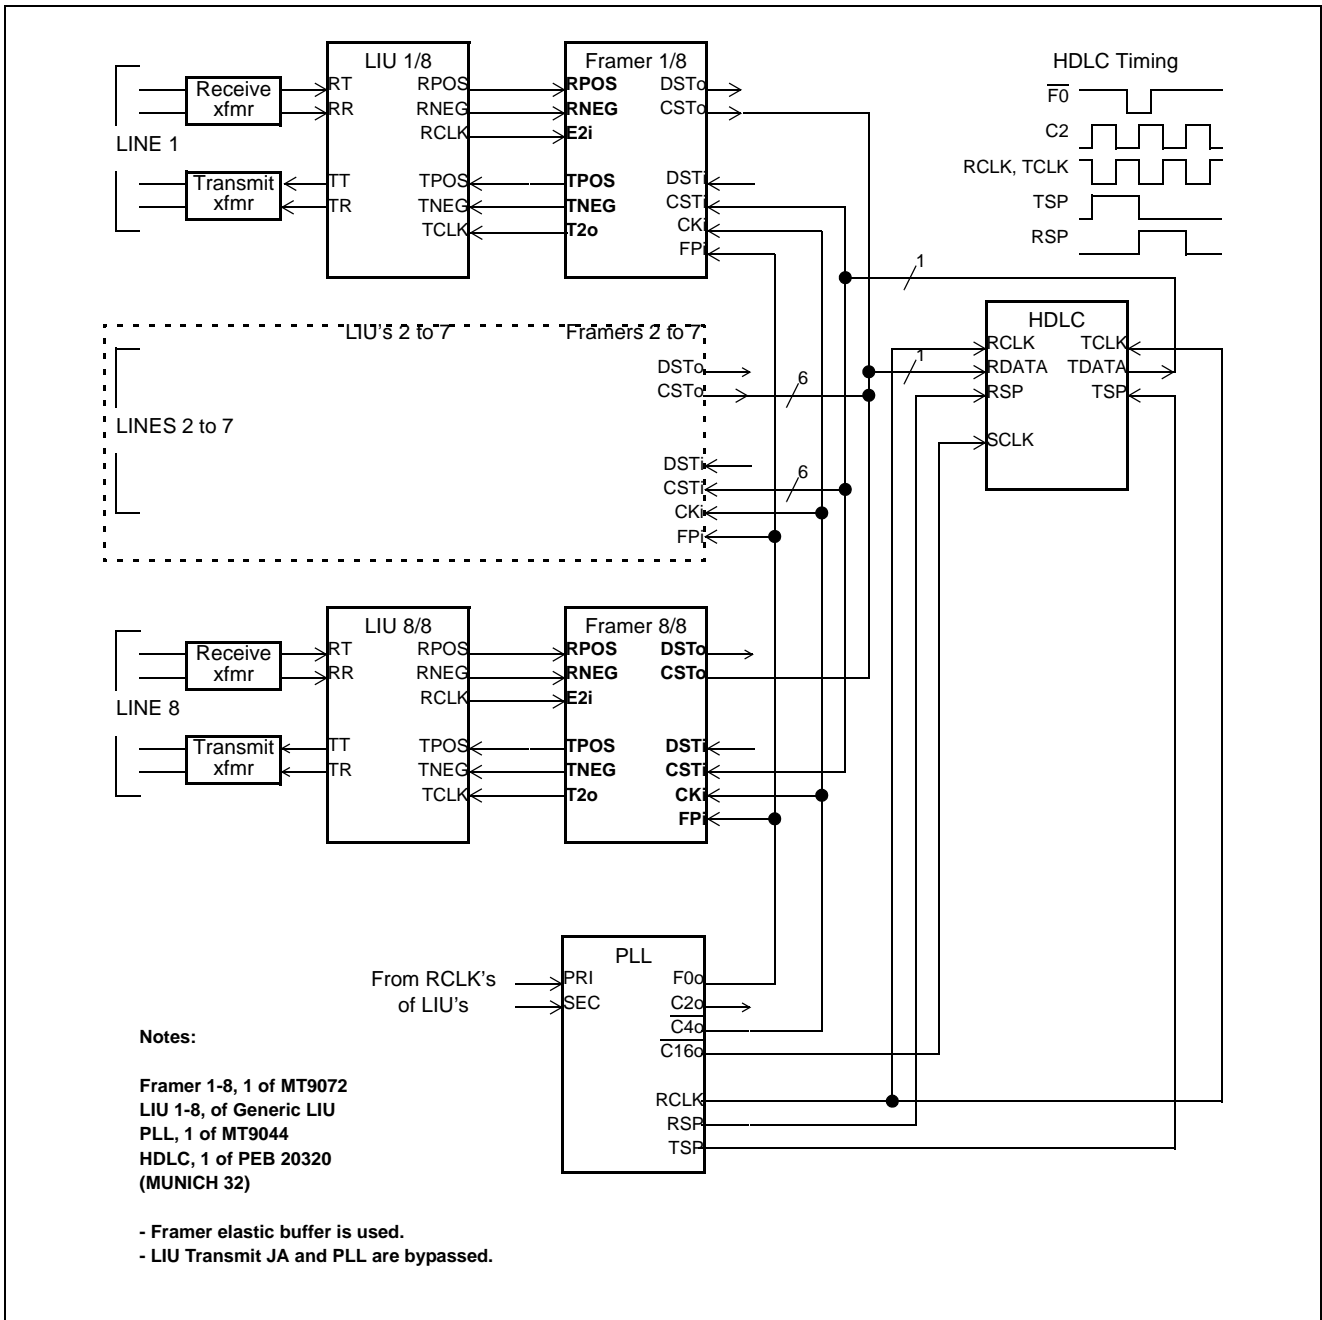 LIU 1/8
Framer 1/8
HDLC Timing
Receive
xfmr
RT
RR
RPOS
RNEG
RCLK
RPOS
RNEG
E2i
DSTo
CSTo
F0
C2
RCLK, TCLK
TSP
RSP
LINE 1
Transmit
xfmr
TT
TR
TPOS
TNEG
TCLK
TPOS
TNEG
T2o
DSTi
CSTi
CKi
FPi
1
HDLC
RCLK
RDATA
RSP
SCLK
TCLK
TDATA
TSP
1
LIU's 2 to 7
Framers 2 to 7
DSTo
CSTo
6
LINES 2 to 7
DSTi
CSTi
CKi
FPi
6
LIU 8/8
Framer 8/8
Receive
xfmr
RT
RR
RPOS
RNEG
RCLK
RPOS
RNEG
E2i
DSTo
CSTo
LINE 8
Transmit
xfmr
TT
TR
TPOS
TNEG
TCLK
TPOS
TNEG
T2o
DSTi
CSTi
CKi
FPi
PLL
From RCLK's
of LIU's
PRI
SEC
F0o
C2o
C4o
C16o
RCLK
RSP
TSP
Notes:
Framer 1-8, 1 of MT9072
LIU 1-8, of Generic LIU
PLL, 1 of MT9044
HDLC, 1 of PEB 20320
(MUNICH 32)
- Framer elastic buffer is used.
- LIU Transmit JA and PLL are bypassed.